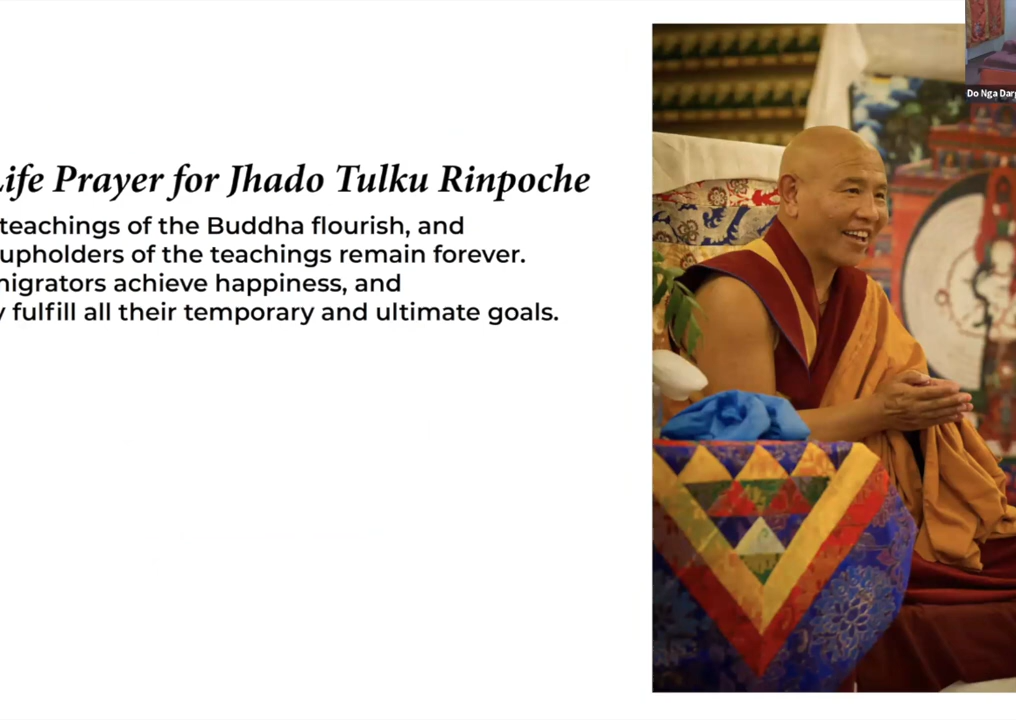 Life Prayer for Jhado Tulku Rinpoche
teachings of the Buddha flourish, and
upholders of the teachings remain forever.
migrators achieve happiness, and
fulfill all their temporary and ultimate goals.
Do Nga Darg